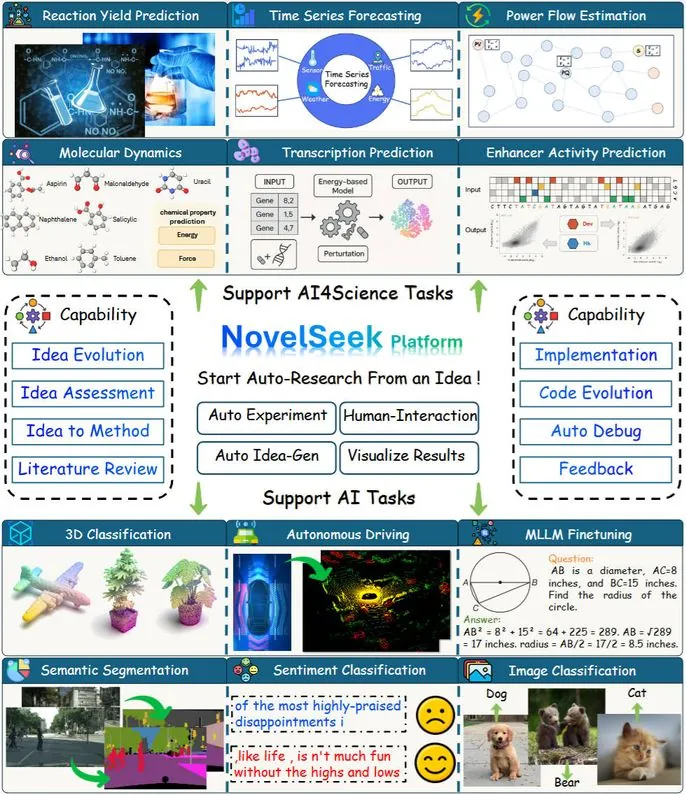 Reaction Yield Prediction
Time Series Forecasting
Power Flow Estimation
Time Series
Forecasting
Sensor
Traffic
Weather
Energy
PV
S
PQ
Molecular Dynamics
Transcription Prediction
Enhancer Activity Prediction
Aspirin
Malonaldehyde
Uracil
Naphthalene
Salicylic
Ethanol
Toluene
chemical property
prediction
Energy
Force
INPUT
Energy-based
Model
OUTPUT
Gene 8,2
Gene 1,5
Gene 4,7
Perturtation
Input
Output
Dev
Hk
Support AI4Science Tasks
Capability
Idea Evolution
Idea Assessment
Idea to Method
Literature Review
NovelSeek Platform
Start Auto-Research From an Idea !
Auto Experiment
Human-Interaction
Auto Idea-Gen
Visualize Results
Capability
Implementation
Code Evolution
Auto Debug
Feedback
Support AI Tasks
3D Classification
Autonomous Driving
MLLM Finetuning
Question:
AB is a diameter, AC=8
inches, and BC=15 inches.
Find the radius of the
circle.
A
B
C
Answer:
AB² = 8² + 15² = 64 + 225 = 289. AB = √289
= 17 inches. radius = AB/2 = 17/2 = 8.5 inches.
Semantic Segmentation
Sentiment Classification
Image Classification
of the most highly-praised
disappointments i
,like life , is n't much fun
without the highs and lows
Dog
Cat
Bear